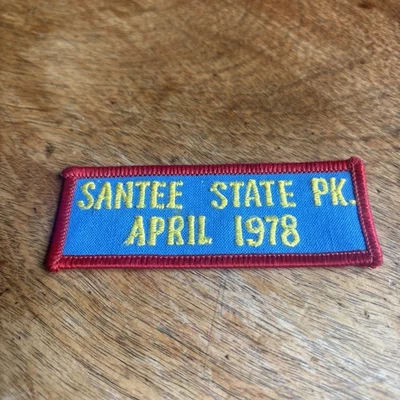 SANTEE STATE PK.
APRIL 1978